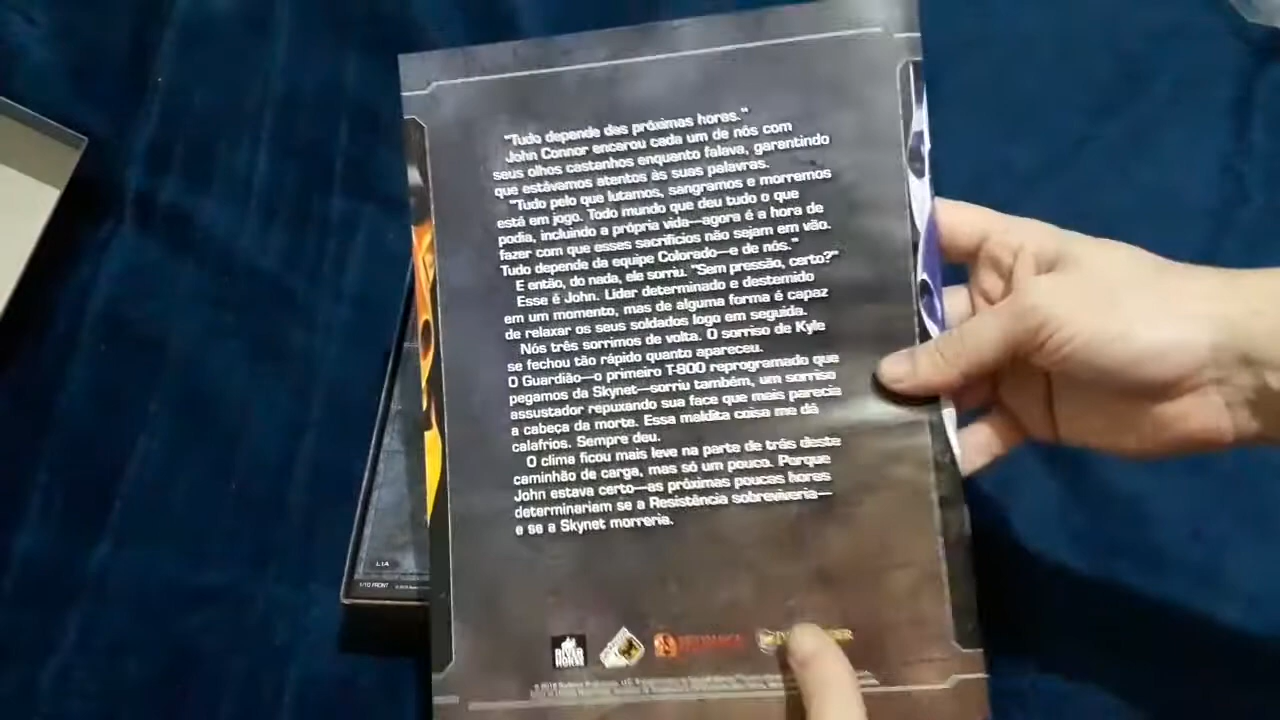 "Tudo depende das próximas horas."
John Connor encarou cada um de nós com
seus olhos castanhos enquanto falava, garantindo
que estávamos atentos às suas palavras.
"Tudo pelo que lutamos, sangramos e morremos
está em jogo. Todo mundo que deu tudo o que
podia, incluindo a própria vida—agora é a hora de
fazer com que esses sacrifícios não sejam em vão.
Tudo depende da equipe Colorado—e de nós."
E então, do nada, ele sorriu. "Sem pressão, certo?"
Esse é John. Líder determinado e destemido
em um momento, mas de alguma forma é capaz
de relaxar os seus soldados logo em seguida.
Nós três sorrimos de volta. O sorriso de Kyle
se fechou tão rápido quanto apareceu.
O Guardião—o primeiro T-800 reprogramado que
pegamos da Skynet—sorriu também, um sorriso
assustador repuxando sua face que mais parecia
a cabeça da morte. Essa maldita coisa me dá
calafrios. Sempre deu.
O clima ficou mais leve na parte de trás deste
caminhão de carga, mas só um pouco. Porque
John estava certo—as próximas poucas horas
determinariam se a Resistência sobreviveria—
e se a Skynet morreria.
L1A
1/10 FRONT
RIVER
HORSE